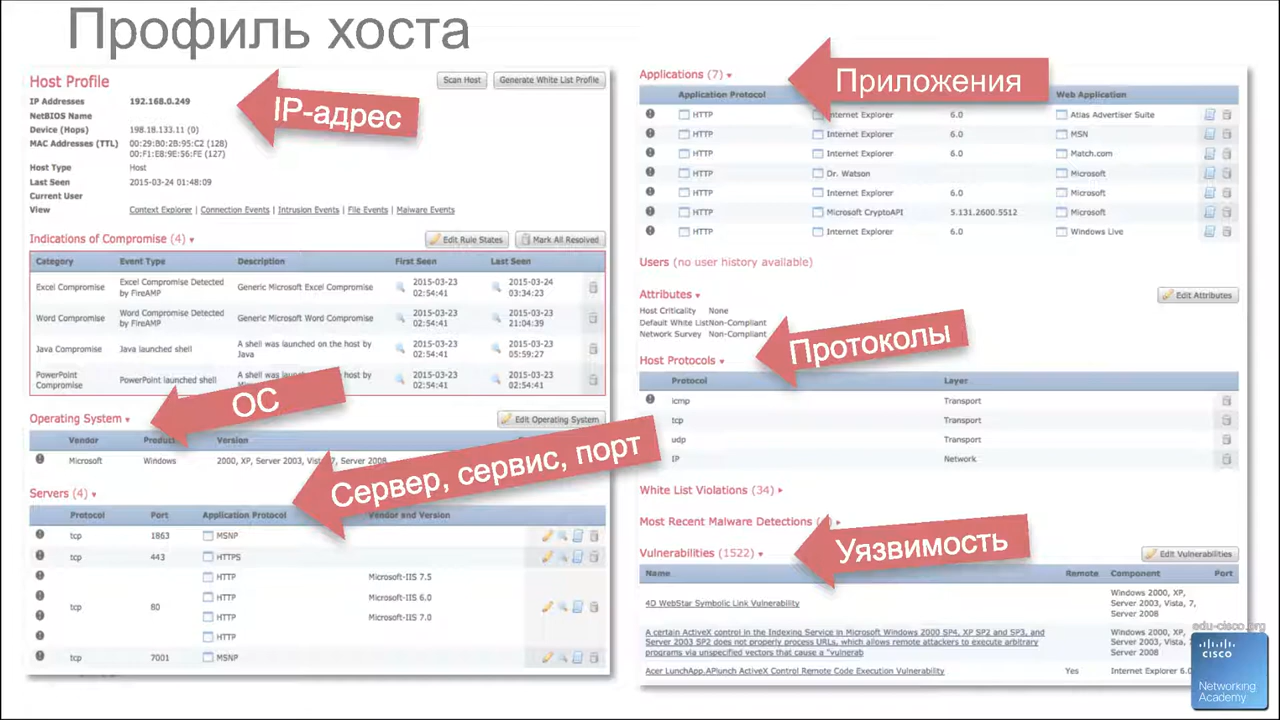 Профиль хоста
Host Profile
Scan Host
Generate White List Profile
IP Addresses 192.168.0.249
NetBIOS Name
Device (Hops) 198.18.133.11 (0)
MAC Addresses (TTL) 00:29:B0:2B:95:C2 (128)
00:F1:E8:9E:56:FE (127)
Host Type Host
Last Seen 2015-03-24 01:48:09
Current User
View Context Explorer | Connection Events | Intrusion Events | File Events | Malware Events
IP-адрес
Indications of Compromise (4)
Edit Rule States
Mark All Resolved
Category Event Type Description First Seen Last Seen
Excel Compromise Excel Compromise Detected by FireAMP Generic Microsoft Excel Compromise 2015-03-23 02:54:41 2015-03-24 03:34:23
Word Compromise Word Compromise Detected by FireAMP Generic Microsoft Word Compromise 2015-03-23 02:54:41 2015-03-23 21:04:39
Java Compromise Java launched shell A shell was launched on the host by Java 2015-03-23 02:54:41 2015-03-23 05:59:27
PowerPoint Compromise PowerPoint launched shell A shell was host by 2015-03-23 02:54:41 2015-03-23 02:54:41
ОС
Operating System
Edit Operating System
Vendor Product Version
Microsoft Windows 2000, XP, Server 2003, Vista, 7, Server 2008
Сервер, сервис, порт
Servers (4)
Protocol Port Application Protocol Vendor and Version
tcp 1863 MSNP
tcp 443 HTTPS
HTTP Microsoft-IIS 7.5
HTTP Microsoft-IIS 6.0
tcp 80
HTTP Microsoft-IIS 7.0
HTTP
tcp 7001 MSNP
Applications (7)
Приложения
Application Protocol Web Application
HTTP Internet Explorer 6.0 Atlas Advertiser Suite
HTTP Internet Explorer 6.0 MSN
HTTP Internet Explorer 6.0 Match.com
HTTP Dr. Watson Microsoft
HTTP Internet Explorer 6.0 Microsoft
HTTP Microsoft CryptoAPI 5.131.2600.5512 Microsoft
HTTP Internet Explorer 6.0 Windows Live
Users (no user history available)
Attributes
Edit Attributes
Host Criticality None
Default White List Non-Compliant
Network Survey Non-Compliant
Протоколы
Host Protocols
Protocol Layer
icmp Transport
tcp Transport
udp Transport
IP Network
White List Violations (34)
Most Recent Malware Detections
Уязвимость
Vulnerabilities (1522)
Edit Vulnerabilities
Name Remote Component Port
4D WebStar Symbolic Link Vulnerability Windows 2000, XP, Server 2003, Vista, 7, Server 2008
A certain ActiveX control in the Indexing Service in Microsoft Windows 2000 SP4, XP SP2 and SP3, and
Server 2003 SP2 does not properly process URLs, which allows remote attackers to execute arbitrary
programs via unspecified vectors that cause a "vulnerab
Windows 2000, XP, Server 2003, Vista, 7, Server 2008
Acer LunchApp.APlunch ActiveX Control Remote Code Execution Vulnerability Yes Internet Explorer 6.0
edu-cisco.org
CISCO
Networking
Academy